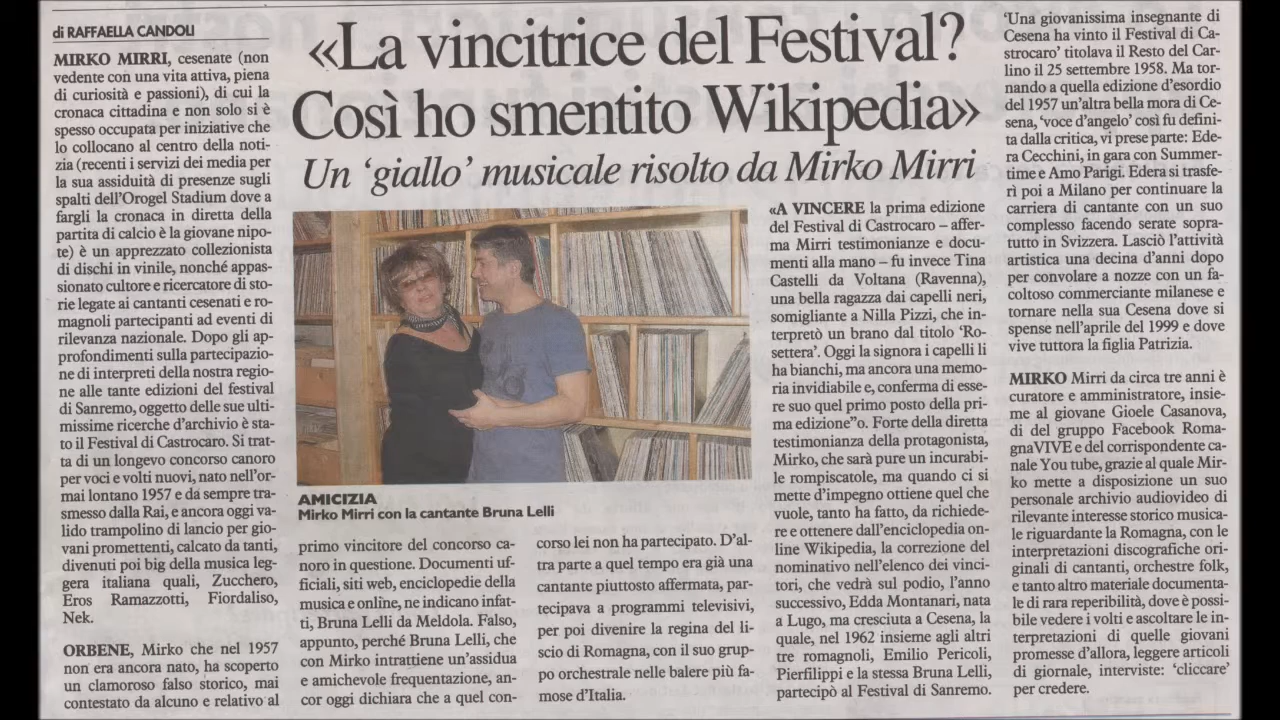 di RAFFAELLA CANDOLI
«La vincitrice del Festival?
Così ho smentito Wikipedia»
Un ‘giallo’ musicale risolto da Mirko Mirri
MIRKO MIRRI, cesenate (non
vedente con una vita attiva, piena
di curiosità e passioni), di cui la
cronaca cittadina e non solo si è
spesso occupata per iniziative che
lo collocano al centro della noti-
zia (recenti i servizi dei media per
la sua assiduità di presenze sugli
spalti dell'Orogel Stadium dove a
fargli la cronaca in diretta della
partita di calcio è la giovane nipo-
te) è un apprezzato collezionista
di dischi in vinile, nonché appas-
sionato cultore e ricercatore di sto-
rie legate ai cantanti cesenati e ro-
magnoli partecipanti ad eventi di
rilevanza nazionale. Dopo gli ap-
profondimenti sulla partecipazio-
ne di interpreti della nostra regio-
ne alle tante edizioni del festival
di Sanremo, oggetto delle sue ulti-
missime ricerche d'archivio è sta-
to il Festival di Castrocaro. Si trat-
ta di un longevo concorso canoro
per voci e volti nuovi, nato nell'or-
mai lontano 1957 e da sempre tra-
smesso dalla Rai, e ancora oggi va-
lido trampolino di lancio per gio-
vani promettenti, calcato da tanti,
divenuti poi big della musica leg-
gera italiana quali, Zucchero,
Eros Ramazzotti, Fiordaliso,
Nek.
ORBENE, Mirko che nel 1957
non era ancora nato, ha scoperto
un clamoroso falso storico, mai
contestato da alcuno e relativo al
AMICIZIA
Mirko Mirri con la cantante Bruna Lelli
primo vincitore del concorso ca-
noro in questione. Documenti uf-
ficiali, siti web, enciclopedie della
musica e online, ne indicano infat-
ti, Bruna Lelli da Meldola. Falso,
appunto, perché Bruna Lelli, che
con Mirko intrattiene un'assidua
e amichevole frequentazione, an-
cor oggi dichiara che a quel con-
corso lei non ha partecipato. D'al-
tra parte a quel tempo era già una
cantante piuttosto affermata, par-
tecipava a programmi televisivi,
per poi divenire la regina del li-
scio di Romagna, con il suo grup-
po orchestrale nelle balere più fa-
mose d'Italia.
«A VINCERE la prima edizione
del Festival di Castrocaro – affer-
ma Mirri testimonianze e docu-
menti alla mano – fu invece Tina
Castelli da Voltana (Ravenna),
una bella ragazza dai capelli neri,
somigliante a Nilla Pizzi, che in-
terpretò un brano dal titolo ‘Ro-
settera’. Oggi la signora i capelli li
ha bianchi, ma ancora una memo-
ria invidiabile e, conferma di esse-
re suo quel primo posto della pri-
ma edizione”o. Forte della diretta
testimonianza della protagonista,
Mirko, che sarà pure un incurabi-
le rompiscatole, ma quando ci si
mette d'impegno ottiene quel che
vuole, tanto ha fatto, da richiede-
re e ottenere dall'enciclopedia on-
line Wikipedia, la correzione del
nominativo nell'elenco dei vinci-
tori, che vedrà sul podio, l'anno
successivo, Edda Montanari, nata
a Lugo, ma cresciuta a Cesena, la
quale, nel 1962 insieme agli altri
tre romagnoli, Emilio Pericoli,
Pierfilippi e la stessa Bruna Lelli,
partecipò al Festival di Sanremo.
‘Una giovanissima insegnante di
Cesena ha vinto il Festival di Ca-
strocaro’ titolava il Resto del Car-
lino il 25 settembre 1958. Ma tor-
nando a quella edizione d'esordio
del 1957 un'altra bella mora di Ce-
sena, ‘voce d'angelo’ così fu defini-
ta dalla critica, vi prese parte: Ede-
ra Cecchini, in gara con Summer-
time e Amo Parigi. Edera si trasfe-
rì poi a Milano per continuare la
carriera di cantante con un suo
complesso facendo serate sopra-
tutto in Svizzera. Lasciò l'attività
artistica una decina d'anni dopo
per convolare a nozze con un fa-
coltoso commerciante milanese e
tornare nella sua Cesena dove si
spense nell'aprile del 1999 e dove
vive tuttora la figlia Patrizia.
MIRKO Mirri da circa tre anni è
curatore e amministratore, insie-
me al giovane Gioele Casanova,
di del gruppo Facebook Roma-
gnaVIVE e del corrispondente ca-
nale You tube, grazie al quale Mir-
ko mette a disposizione un suo
personale archivio audiovideo di
rilevante interesse storico musica-
le riguardante la Romagna, con le
interpretazioni discografiche ori-
ginali di cantanti, orchestre folk,
e tanto altro materiale documenta-
le di rara reperibilità, dove è possi-
bile vedere i volti e ascoltare le in-
terpretazioni di quelle giovani
promesse d'allora, leggere articoli
di giornale, interviste: ‘cliccare’
per credere.